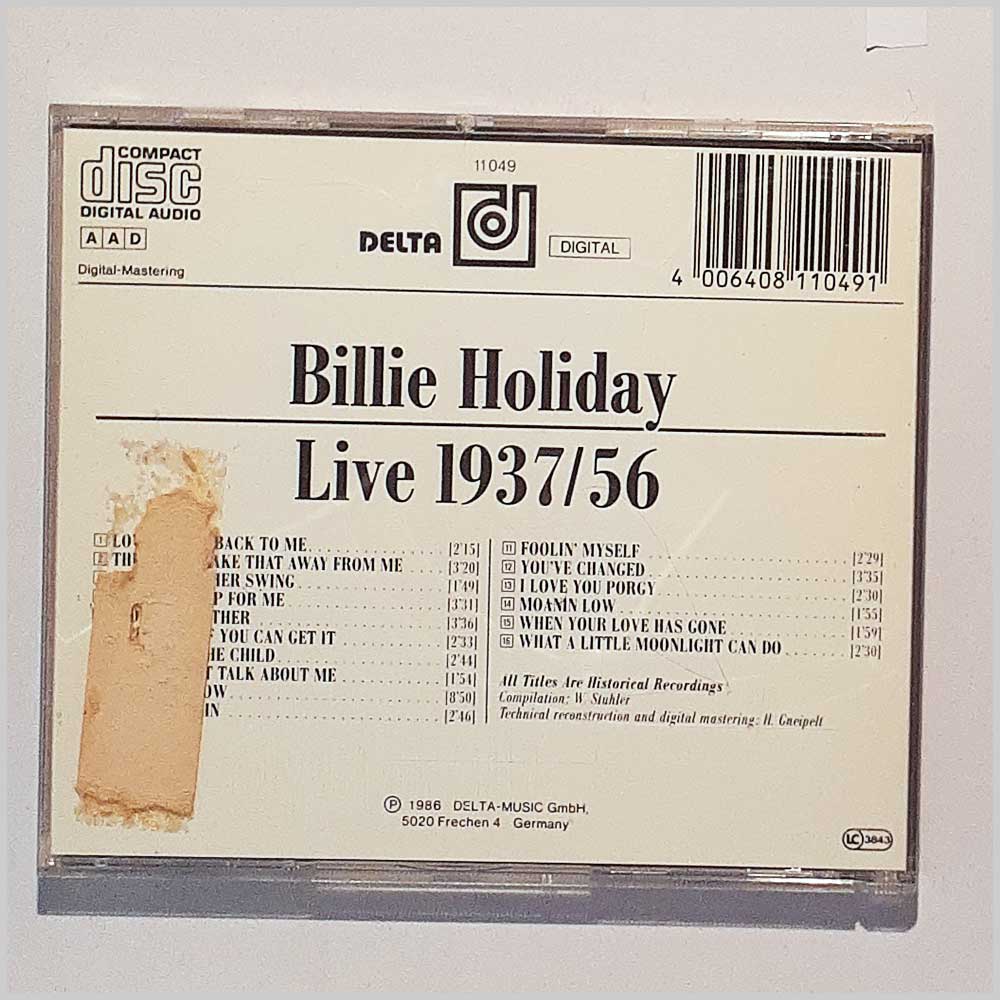 COMPACT
disc
DIGITAL AUDIO
AAD
Digital-Mastering
11049
DELTA
DIGITAL
4 006408 110491
Billie Holiday
Live 1937/56
1 BACK TO ME [2'15]
2 TAKE THAT AWAY FROM ME [3'20]
SWING [1'49]
FOR ME [3'31]
[3'36]
YOU CAN GET IT [2'33]
CHILD [2'44]
TALK ABOUT ME [1'54]
[8'50]
[2'46]
11 FOOLIN' MYSELF [2'29]
12 YOU'VE CHANGED [3'35]
13 I LOVE YOU PORGY [2'30]
14 MOANIN LOW [1'55]
15 WHEN YOUR LOVE HAS GONE [1'59]
16 WHAT A LITTLE MOONLIGHT CAN DO [2'30]
All Titles Are Historical Recordings
Compilation: W. Stuhler
Technical reconstruction and digital mastering: H. Gneipelt
Ⓟ 1986 DELTA-MUSIC GmbH,
5020 Frechen 4 Germany
LC 3843